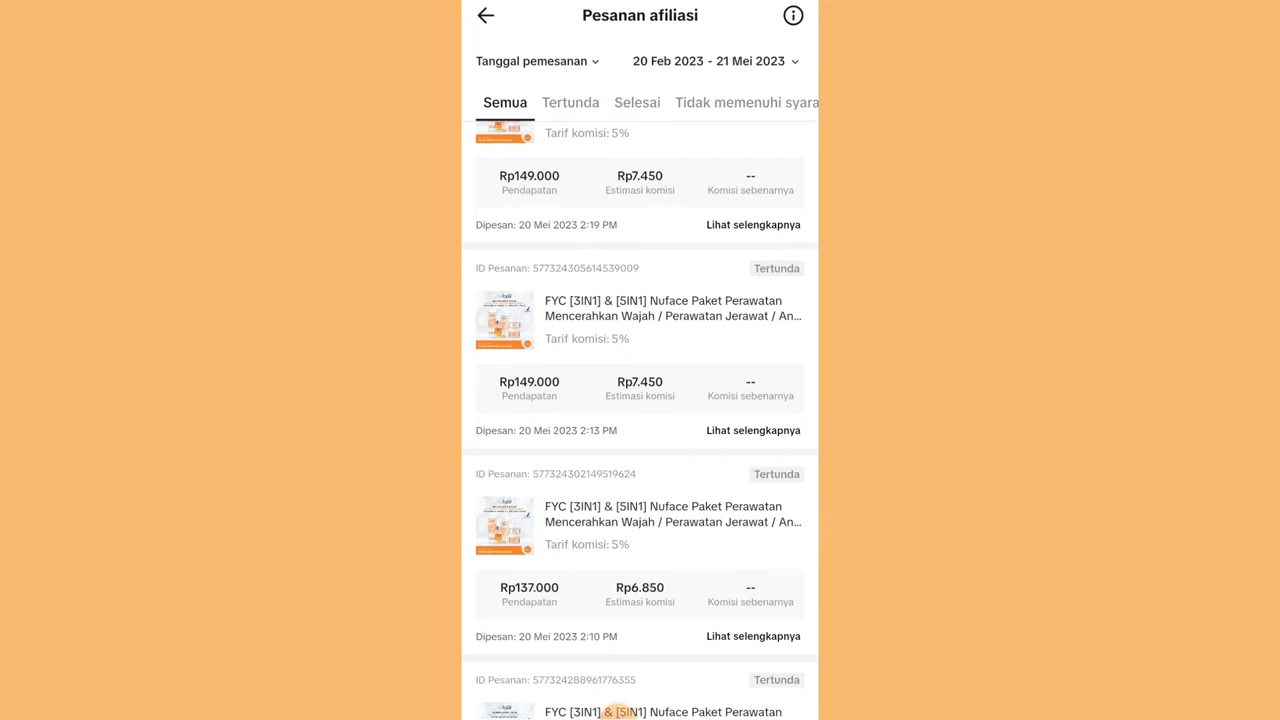 Pesanan afiliasi
Tanggal pemesanan 20 Feb 2023 - 21 Mei 2023
Semua Tertunda Selesai Tidak memenuhi syara
Tarif komisi: 5%
Rp149.000 Rp7.450 --
Pendapatan Estimasi komisi Komisi sebenarnya
Dipesan: 20 Mei 2023 2:19 PM Lihat selengkapnya
ID Pesanan: 577324305614539009 Tertunda
FYC [3IN1] & [5IN1] Nuface Paket Perawatan
Mencerahkan Wajah / Perawatan Jerawat / An...
Tarif komisi: 5%
Rp149.000 Rp7.450 --
Pendapatan Estimasi komisi Komisi sebenarnya
Dipesan: 20 Mei 2023 2:13 PM Lihat selengkapnya
ID Pesanan: 577324302149519624 Tertunda
FYC [3IN1] & [5IN1] Nuface Paket Perawatan
Mencerahkan Wajah / Perawatan Jerawat / An...
Tarif komisi: 5%
Rp137.000 Rp6.850 --
Pendapatan Estimasi komisi Komisi sebenarnya
Dipesan: 20 Mei 2023 2:10 PM Lihat selengkapnya
ID Pesanan: 577324288961776355 Tertunda
FYC [3IN1] & [5IN1] Nuface Paket Perawatan